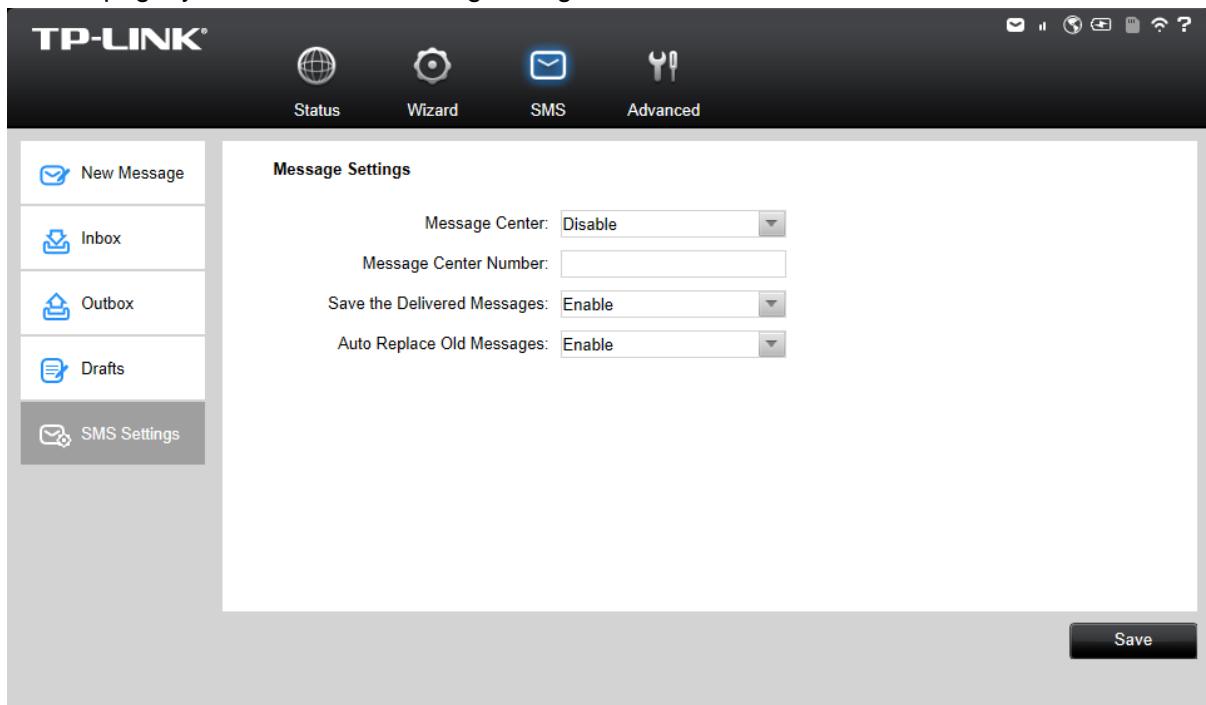 TP-LINK®
?
Status Wizard SMS Advanced
New Message
Inbox
Outbox
Drafts
SMS Settings
Message Settings
Message Center: Disable
Message Center Number:
Save the Delivered Messages: Enable
Auto Replace Old Messages: Enable
Save